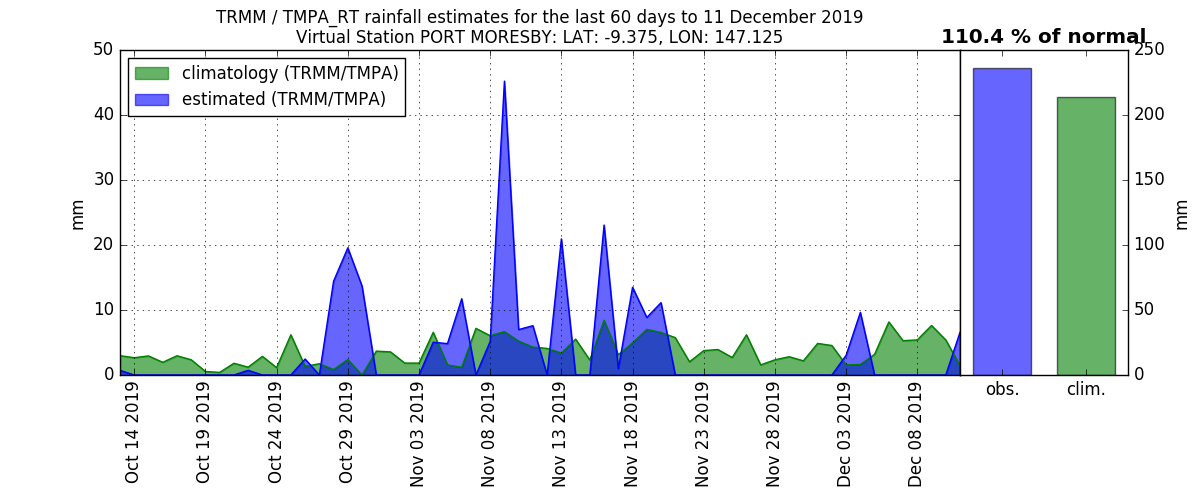 TRMM / TMPA_RT rainfall estimates for the last 60 days to 11 December 2019
Virtual Station PORT MORESBY: LAT: -9.375, LON: 147.125
110.4 % of normal
climatology (TRMM/TMPA)
estimated (TRMM/TMPA)
50
40
30
20
10
0
mm
250
200
150
100
50
0
mm
Oct 14 2019
Oct 19 2019
Oct 24 2019
Oct 29 2019
Nov 03 2019
Nov 08 2019
Nov 13 2019
Nov 18 2019
Nov 23 2019
Nov 28 2019
Dec 03 2019
Dec 08 2019
obs.
clim.